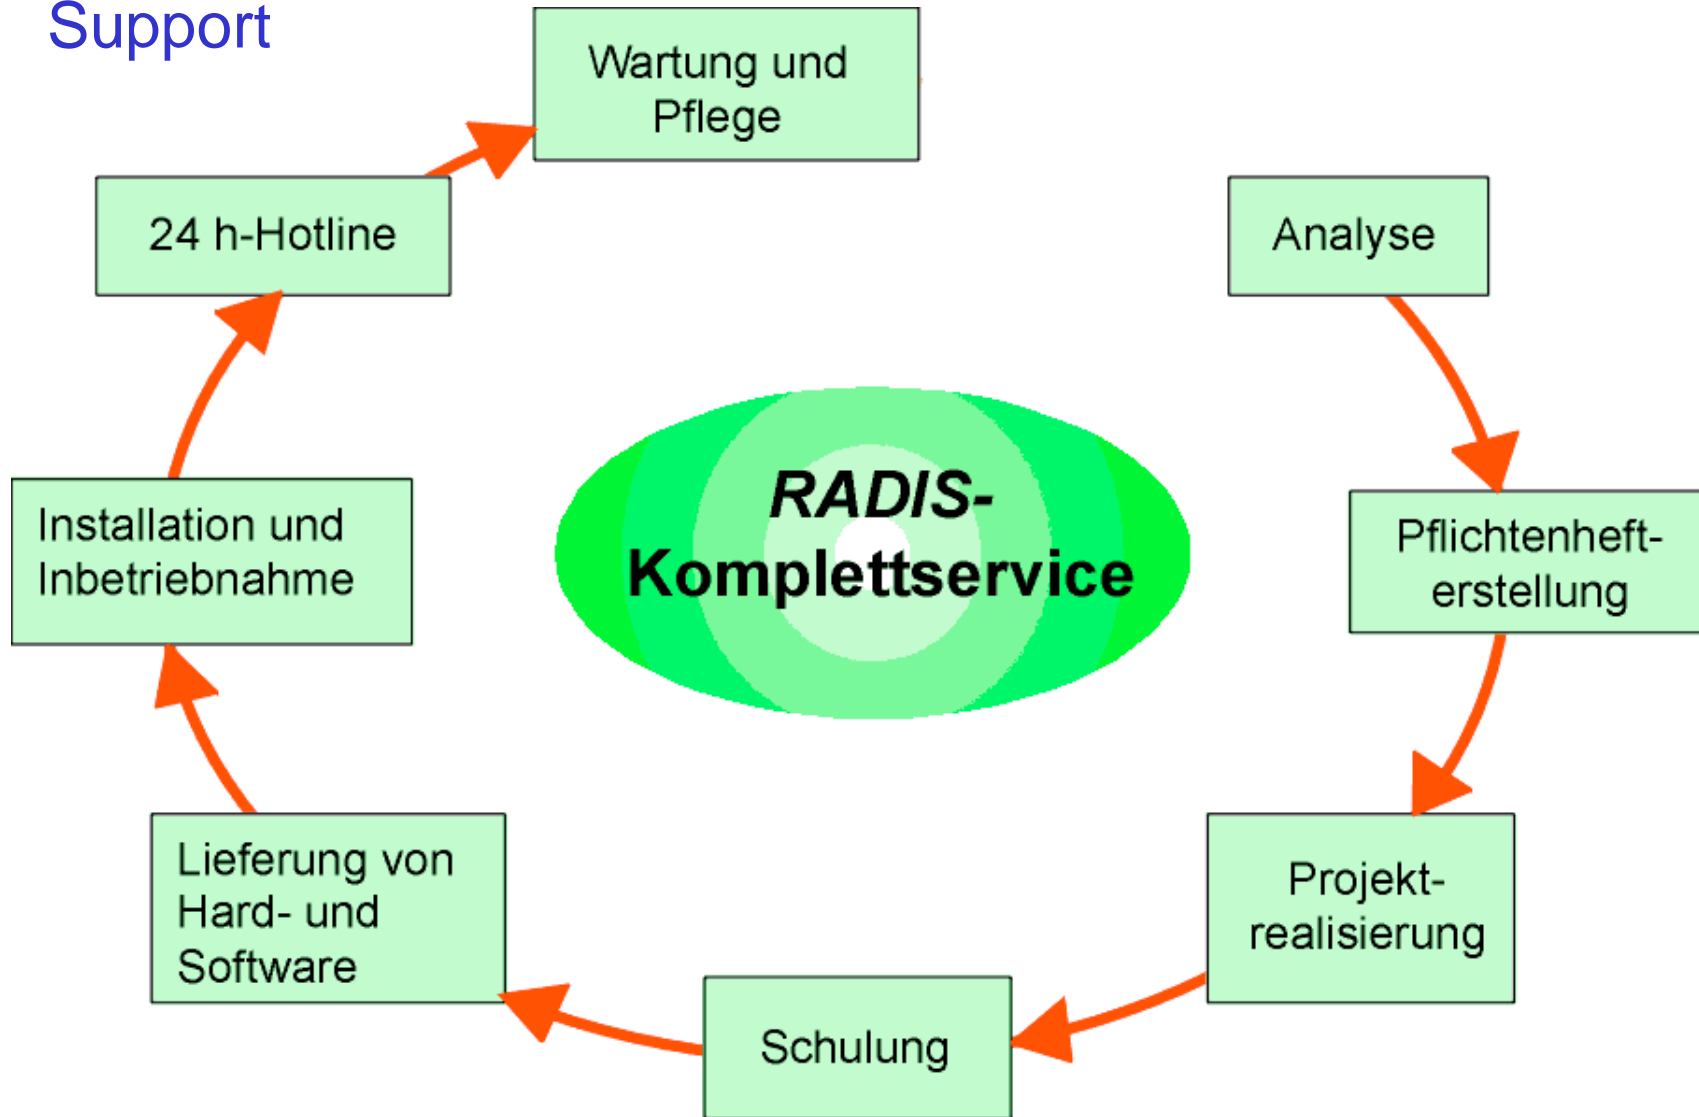 Support
Wartung und
Pflege
24 h-Hotline
Analyse
RADIS-
Komplettservice
Installation und
Inbetriebnahme
Pflichtenheft-
erstellung
Lieferung von
Hard- und
Software
Projekt-
realisierung
Schulung